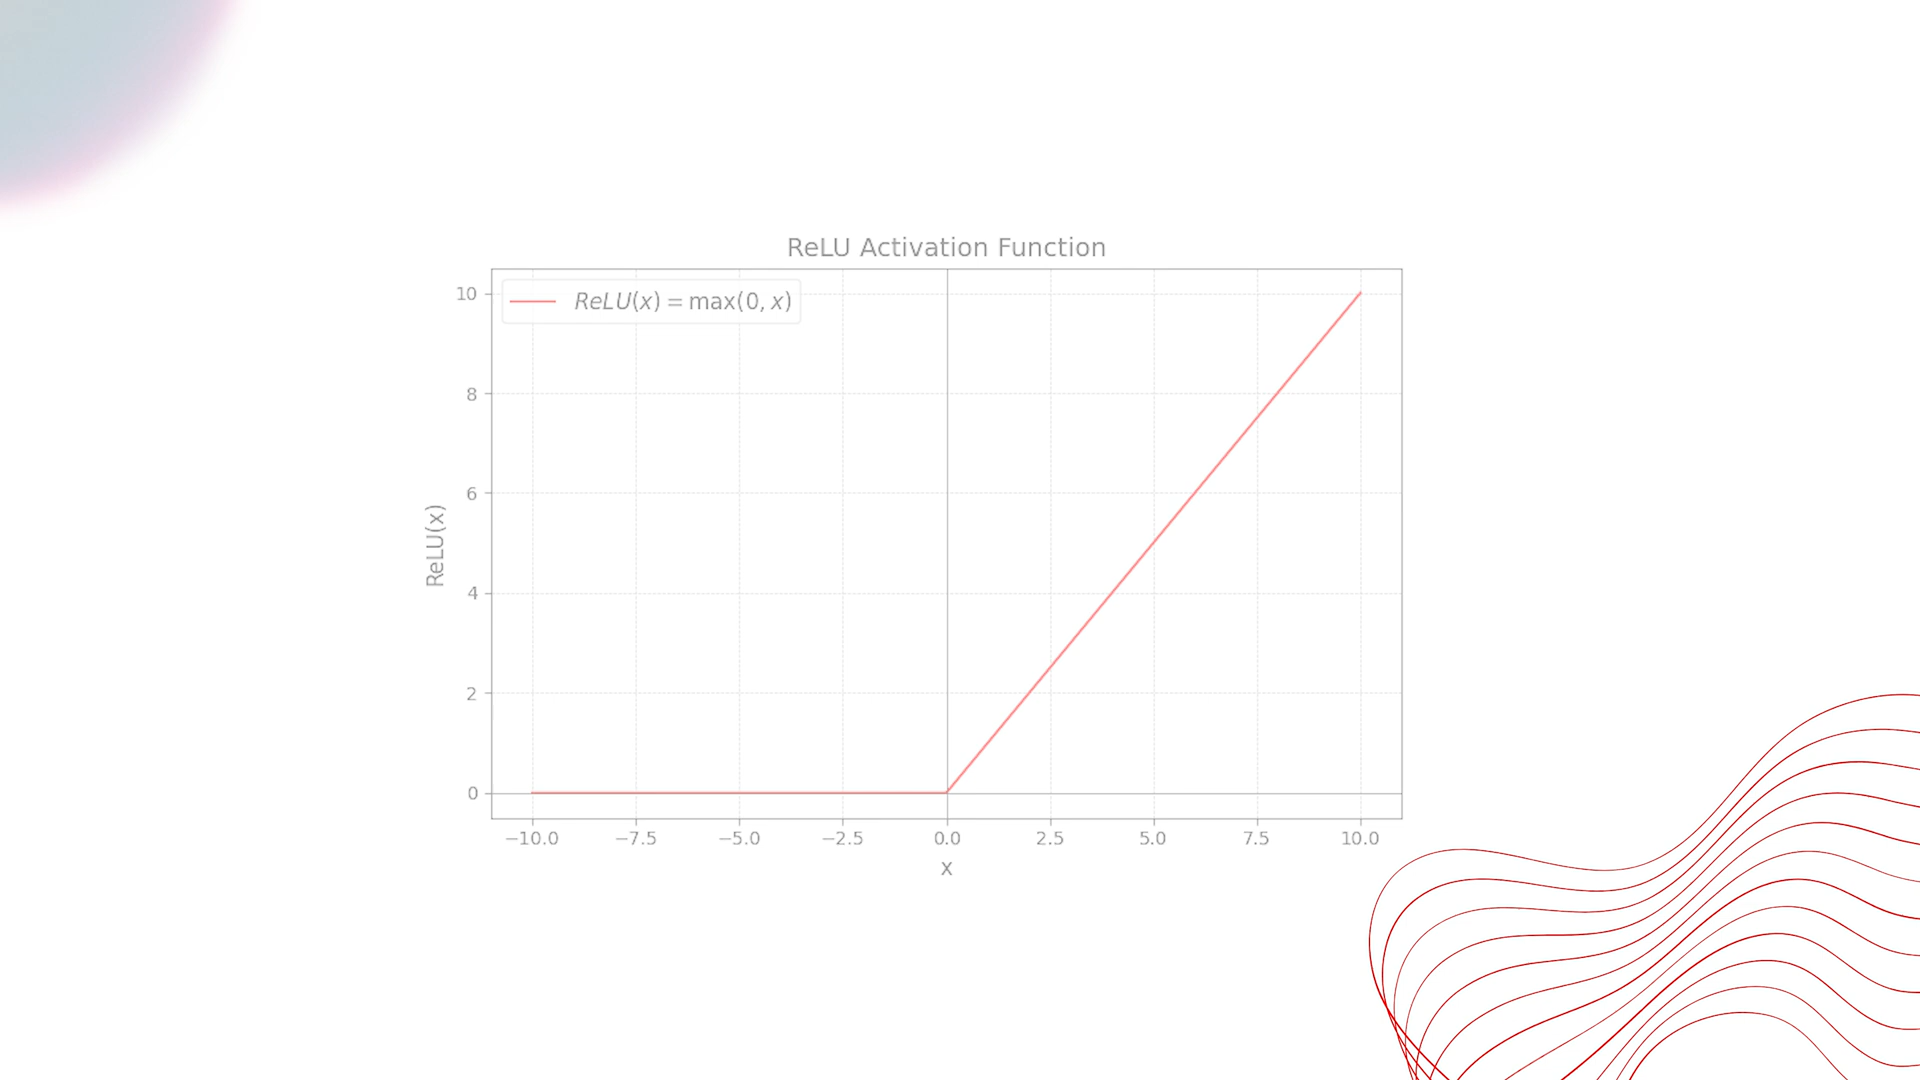 ReLU Activation Function
ReLU(x) = max(0, x)
10
8
6
4
2
0
ReLU(x)
−10.0 −7.5 −5.0 −2.5 0.0 2.5 5.0 7.5 10.0
x